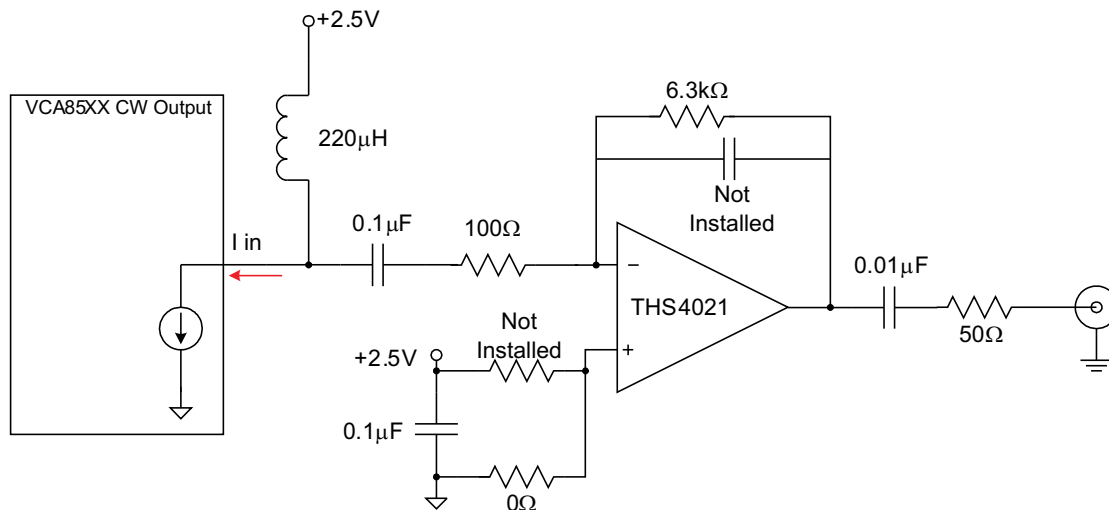 +2.5V
VCA85XX CW Output
220μH
6.3kΩ
Not
Installed
0.1μF
100Ω
I in
−
THS4021
+
0.01μF
50Ω
Not
Installed
+2.5V
0.1μF
0Ω